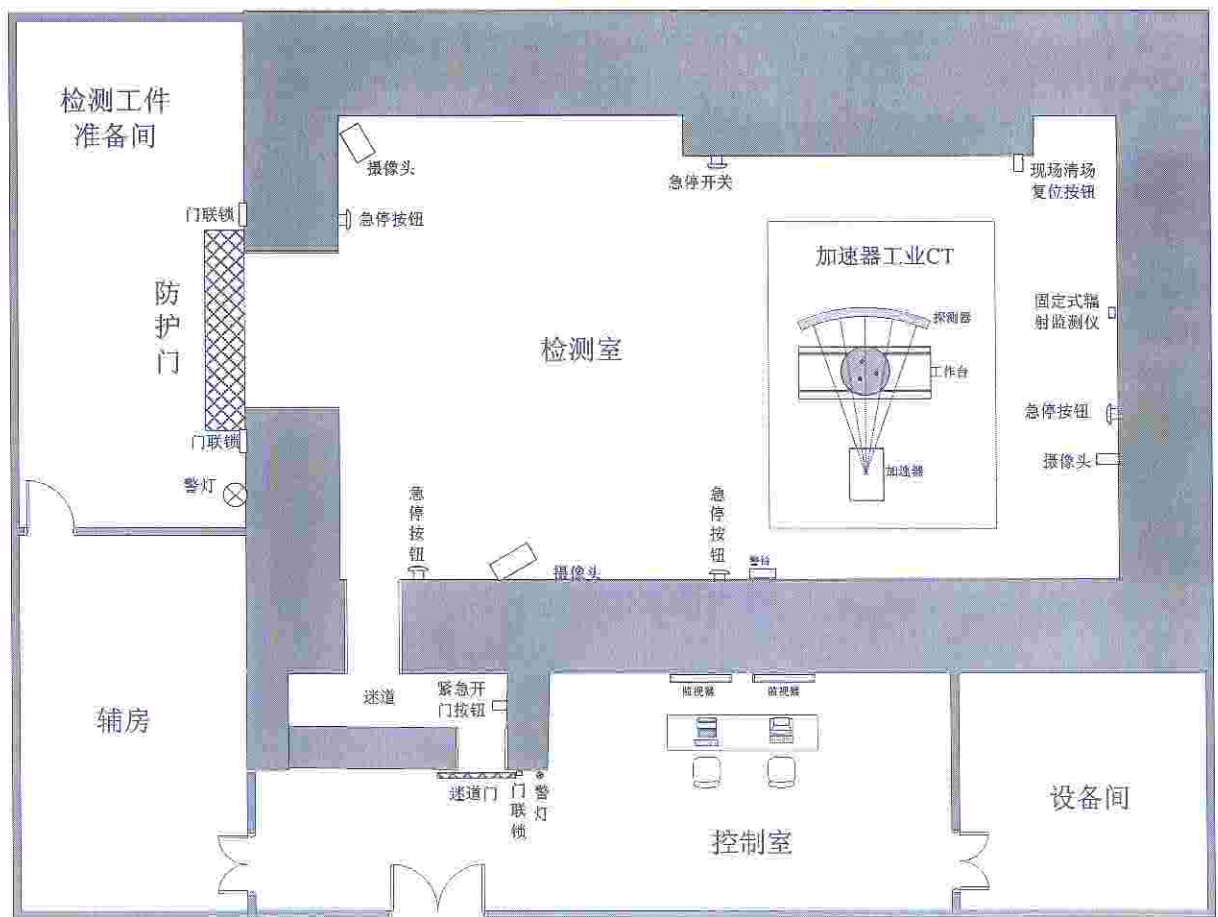 检测工件
准备间
摄像头
急停开关
现场清场
复位按钮
门联锁
急停按钮
加速器工业CT
防
护
门
固定式辐
射监测仪
探测器
检测室
工作台
急停按钮
门联锁
摄像头
加速器
警灯
急
停
按
钮
急
停
按
钮
摄像头
警铃
迷道
紧急开
门按钮
监视器
监视器
辅房
迷道门
门
联
锁
警
灯
设备间
控制室